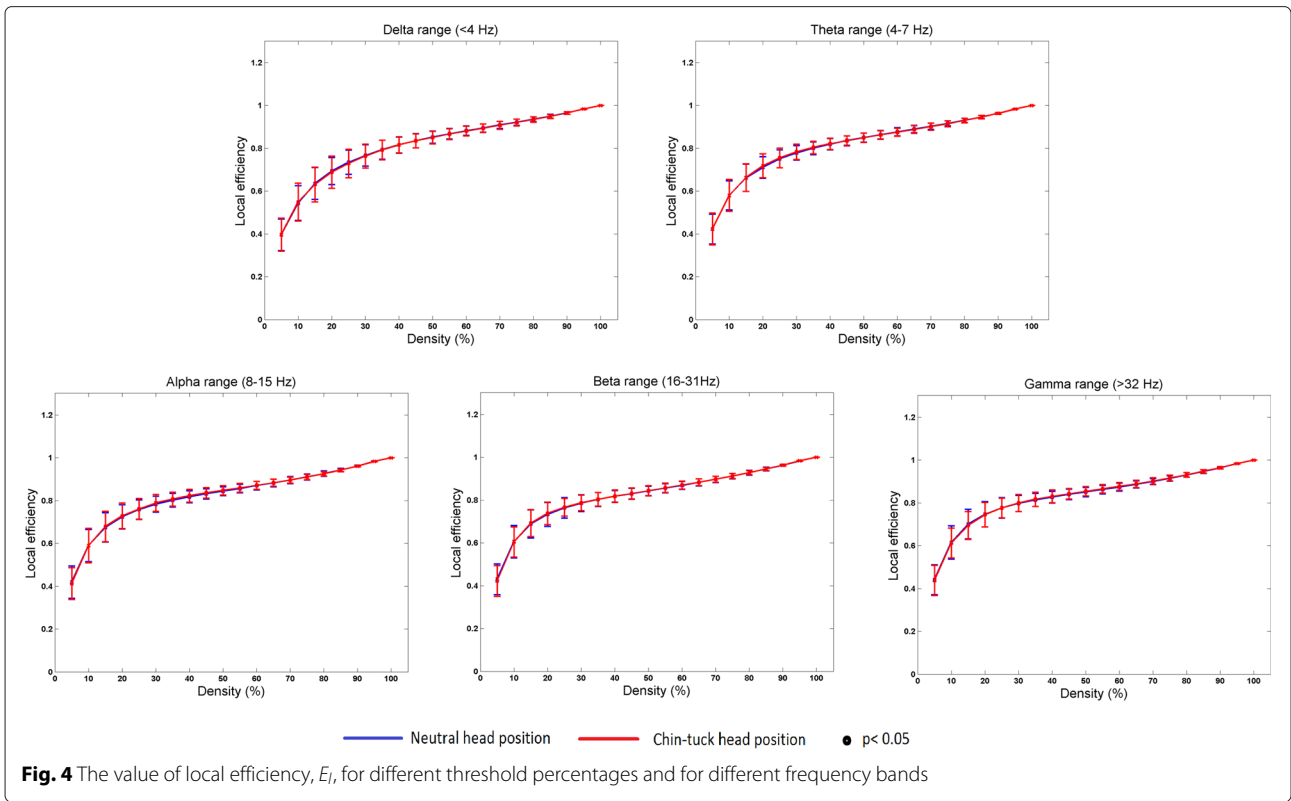 Delta range (<4 Hz)
Local efficiency
1.2
1
0.8
0.6
0.4
0.2
0
0 10 20 30 40 50 60 70 80 90 100
Density (%)
Theta range (4-7 Hz)
Local efficiency
1.2
1
0.8
0.6
0.4
0.2
0
0 10 20 30 40 50 60 70 80 90 100
Density (%)
Alpha range (8-15 Hz)
Local efficiency
1.2
1
0.8
0.6
0.4
0.2
0
0 10 20 30 40 50 60 70 80 90 100
Density (%)
Beta range (16-31Hz)
Local efficiency
1.2
1
0.8
0.6
0.4
0.2
0
0 10 20 30 40 50 60 70 80 90 100
Density (%)
Gamma range (>32 Hz)
Local efficiency
1.2
1
0.8
0.6
0.4
0.2
0
0 10 20 30 40 50 60 70 80 90 100
Density (%)
Neutral head position Chin-tuck head position p< 0.05
Fig. 4 The value of local efficiency, El, for different threshold percentages and for different frequency bands